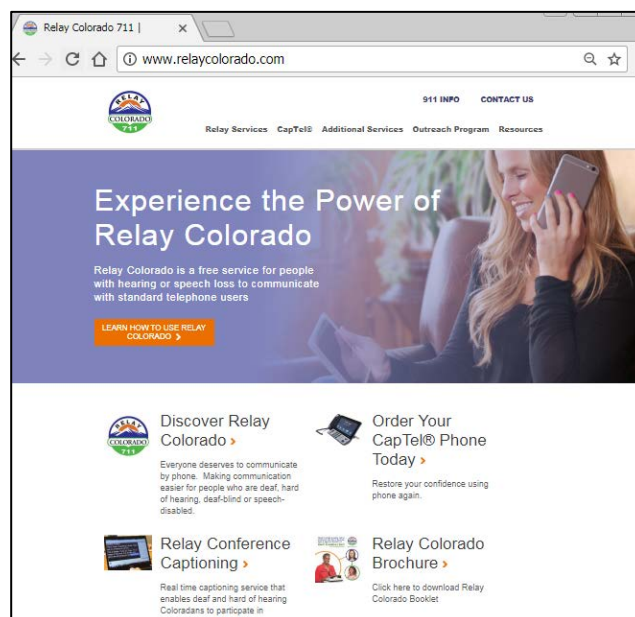 Relay Colorado 711 |
www.relaycolorado.com
RELAY
COLORADO
711
911 INFO CONTACT US
Relay Services CapTel® Additional Services Outreach Program Resources
Experience the Power of
Relay Colorado
Relay Colorado is a free service for people
with hearing or speech loss to communicate
with standard telephone users
LEARN HOW TO USE RELAY
COLORADO >
RELAY
COLORADO
711
Discover Relay
Colorado >
Everyone deserves to communicate
by phone. Making communication
easier for people who are deaf, hard
of hearing, deaf-blind or speech-
disabled.
Order Your
CapTel® Phone
Today >
Restore your confidence using
phone again.
Relay Conference
Captioning >
Real time captioning service that
enables deaf and hard of hearing
Coloradans to participate in
Relay Colorado
Brochure >
Click here to download Relay
Colorado Booklet